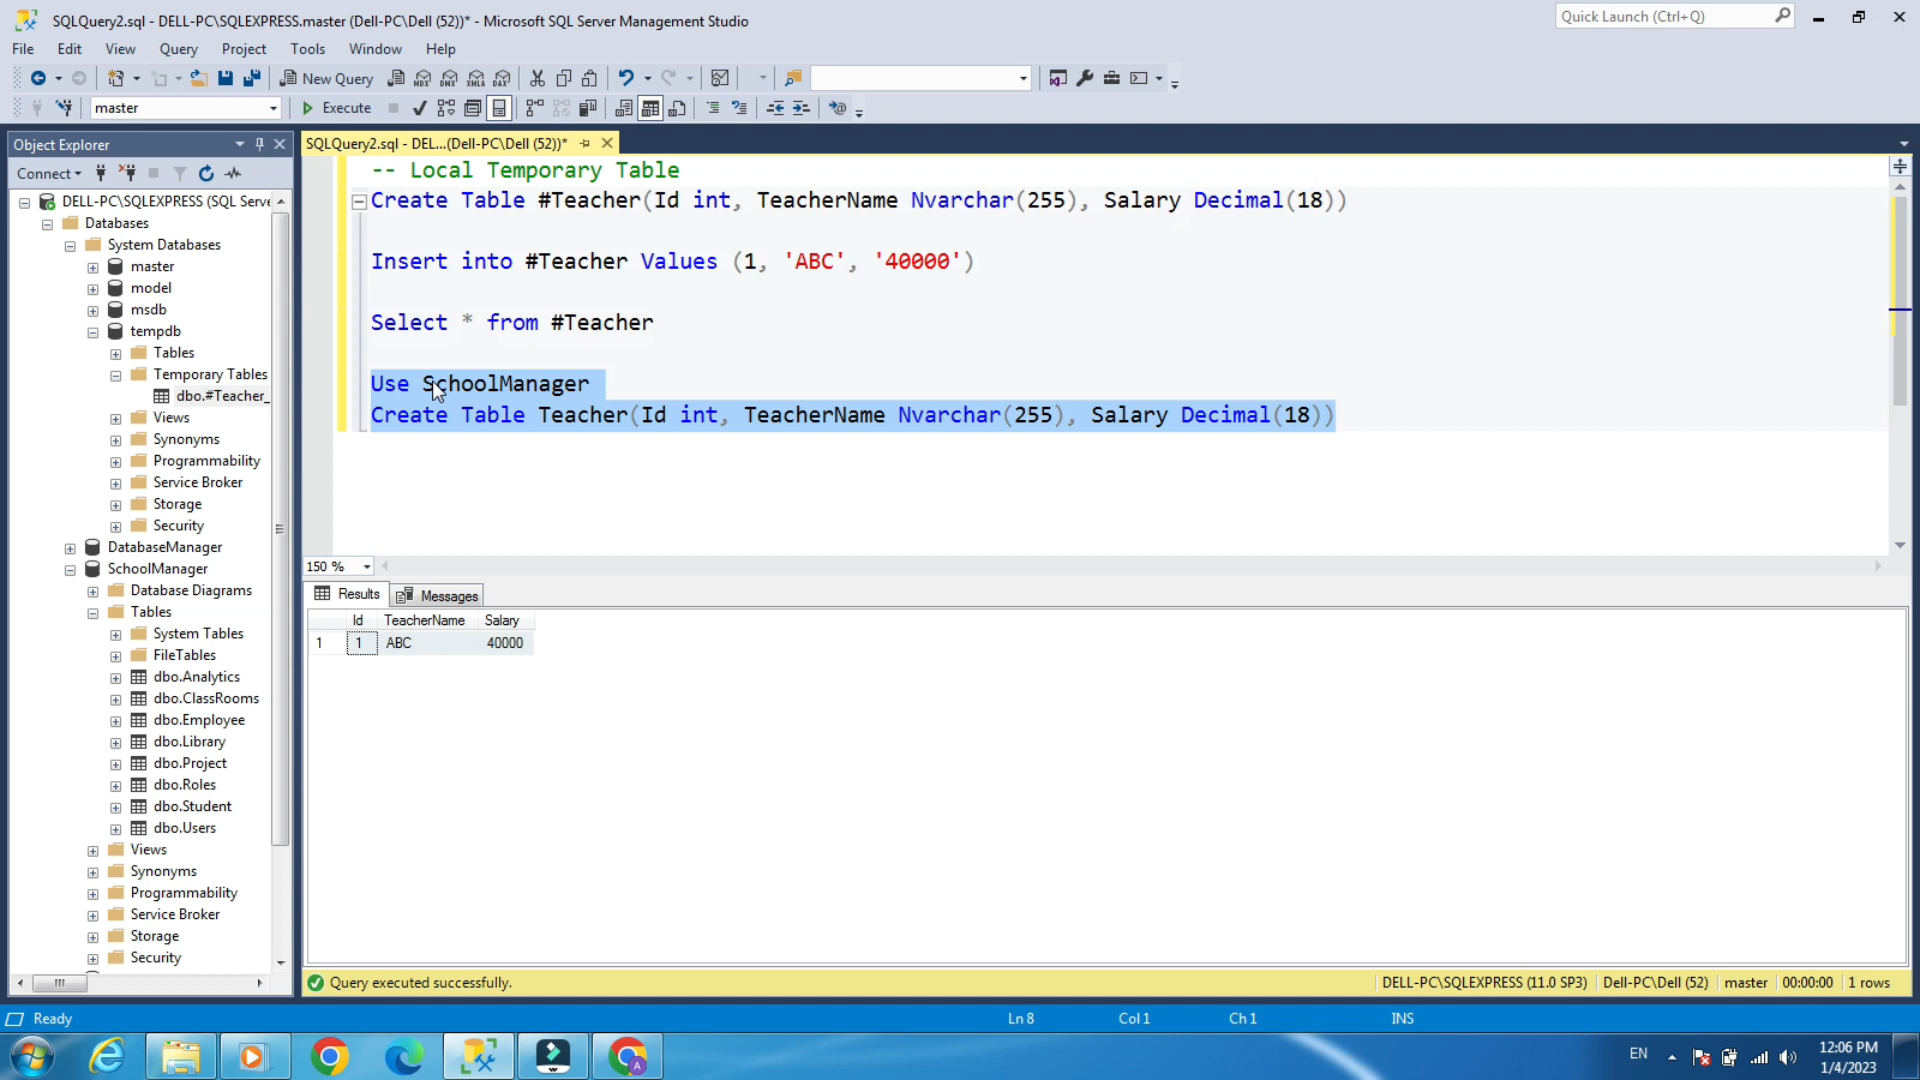 SQLQuery2.sql - DELL-PC\SQLEXPRESS.master (Dell-PC\Dell (52))* - Microsoft SQL Server Management Studio
Quick Launch (Ctrl+Q)
File Edit View Query Project Tools Window Help
New Query
master
Execute
Object Explorer
SQLQuery2.sql - DEL...(Dell-PC\Dell (52))*
Connect
DELL-PC\SQLEXPRESS (SQL Serve
Databases
System Databases
master
model
msdb
tempdb
Tables
Temporary Tables
dbo.#Teacher_
Views
Synonyms
Programmability
Service Broker
Storage
Security
DatabaseManager
SchoolManager
Database Diagrams
Tables
System Tables
FileTables
dbo.Analytics
dbo.ClassRooms
dbo.Employee
dbo.Library
dbo.Project
dbo.Roles
dbo.Student
dbo.Users
Views
Synonyms
Programmability
Service Broker
Storage
Security
-- Local Temporary Table
Create Table #Teacher(Id int, TeacherName Nvarchar(255), Salary Decimal(18))
Insert into #Teacher Values (1, 'ABC', '40000')
Select * from #Teacher
Use SchoolManager
Create Table Teacher(Id int, TeacherName Nvarchar(255), Salary Decimal(18))
150 %
Results Messages
Id TeacherName Salary
1 1 ABC 40000
Query executed successfully.
DELL-PC\SQLEXPRESS (11.0 SP3) Dell-PC\Dell (52) master 00:00:00 1 rows
Ready
Ln 8 Col 1 Ch 1 INS
EN
12:06 PM
1/4/2023